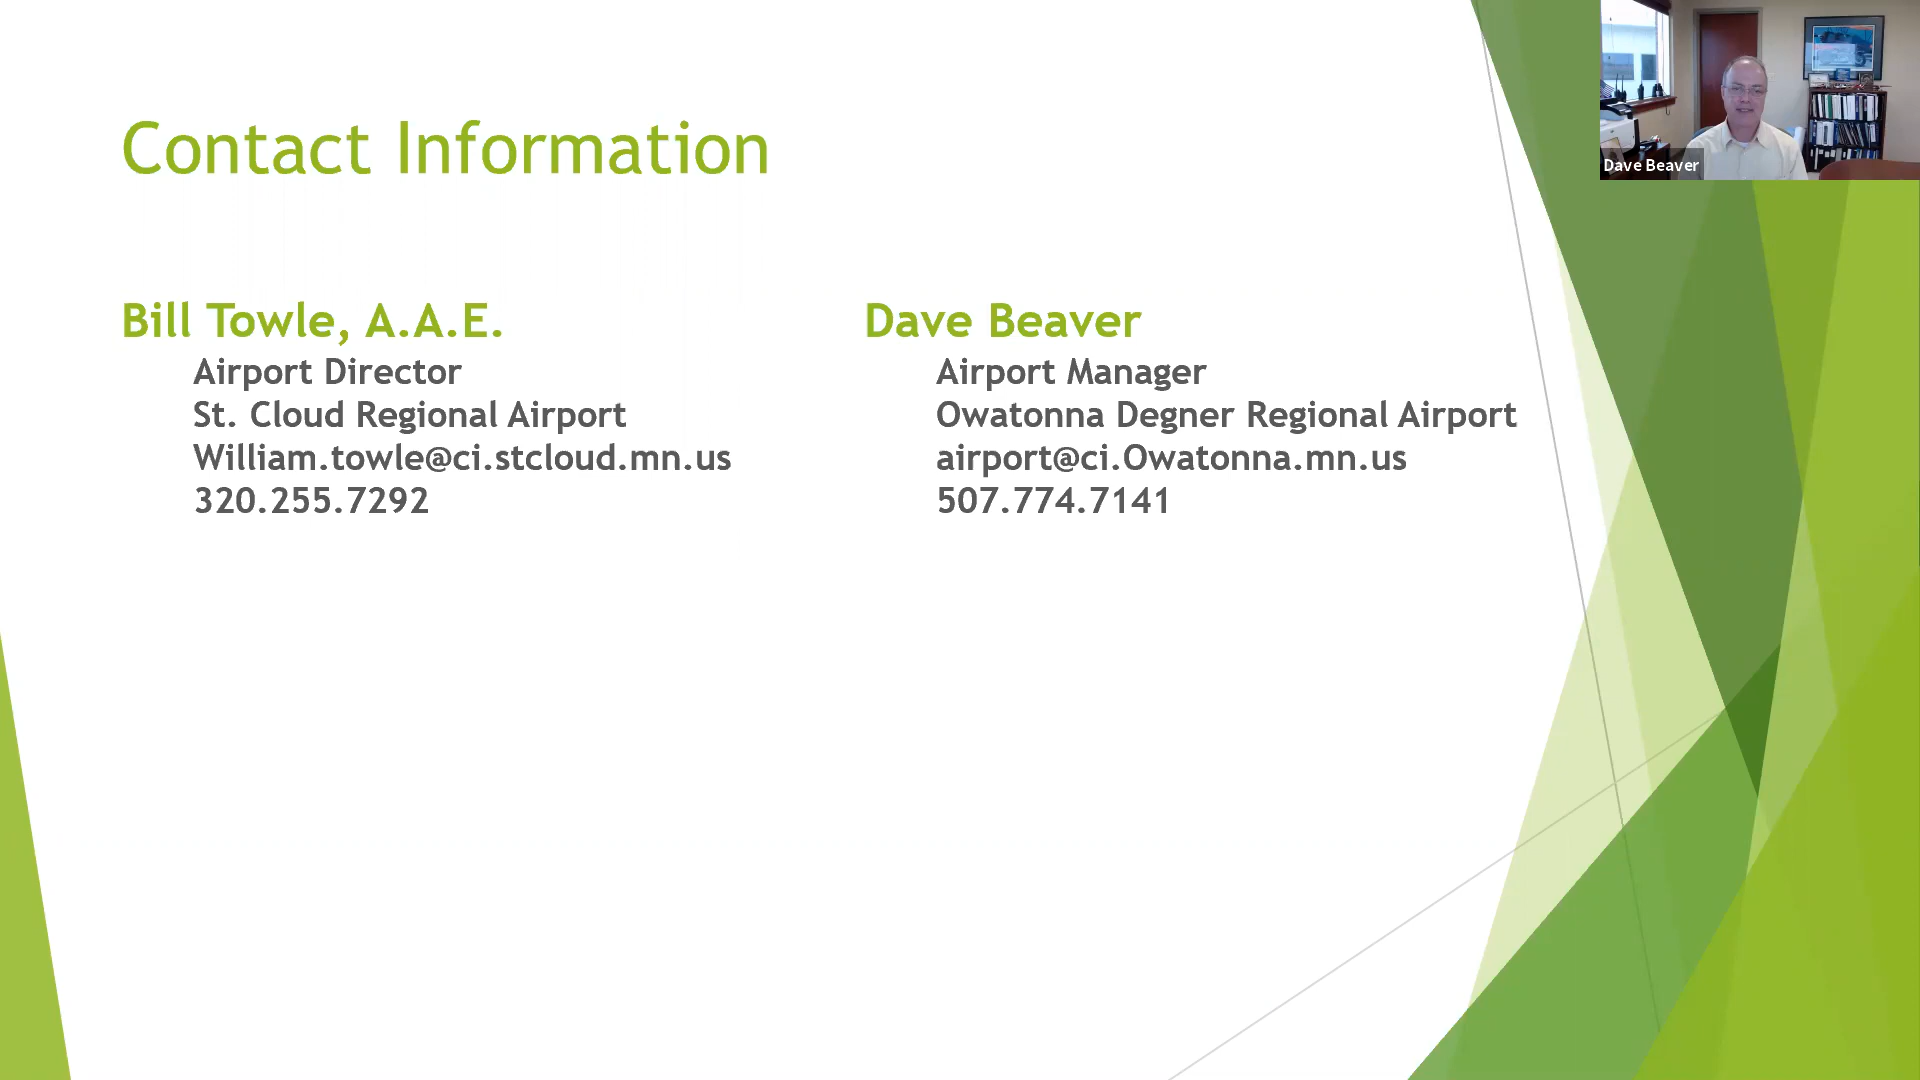 Contact Information
Bill Towle, A.A.E.
Airport Director
St. Cloud Regional Airport
William.towle@ci.stcloud.mn.us
320.255.7292
Dave Beaver
Airport Manager
Owatonna Degner Regional Airport
airport@ci.Owatonna.mn.us
507.774.7141
Dave Beaver